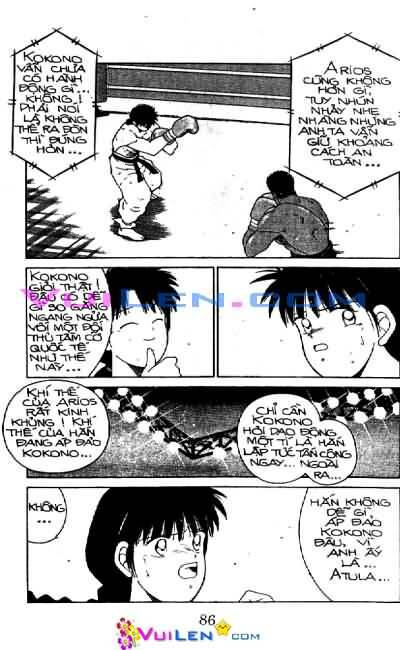 KOKONO
VẪN CHƯA
CÓ HÀNH
ĐỘNG GÌ...
KHÔNG!
PHẢI NÓI
LÀ KHÔNG
THỂ RA ĐÒN
THÌ ĐÚNG
HƠN...
ARIOS
CŨNG KHÔNG
HƠN GÌ,
TUY NHÚN
NHẢY NHẸ
NHÀNG NHƯNG
ANH TA VẪN
GIỮ KHOẢNG
CÁCH AN
TOÀN...
KOKONO
GIỎI THẬT!
ĐÂU CÓ DỄ
GÌ SO GĂNG
NGANG NGỬA
VỚI MỘT ĐỐI
THỦ TẦM CỠ
QUỐC TẾ
NHƯ THẾ
NÀY...
VUILEN.COM
KHÍ THẾ
CỦA ARIOS
RẤT KINH
KHỦNG! KHÍ
THẾ CỦA HẮN
ĐANG ÁP ĐẢO
KOKONO...
CHỈ CẦN
KOKONO
HƠI DAO ĐỘNG
MỘT TÍ LÀ HẮN
LẬP TỨC TẤN CÔNG
NGAY... NGOÀI
RA...
KHÔNG
...
HẮN KHÔNG
DỄ GÌ
ÁP ĐẢO
KOKONO
ĐÂU, VÌ
ANH ẤY
LÀ...
ATULA...
86
VUILEN.COM